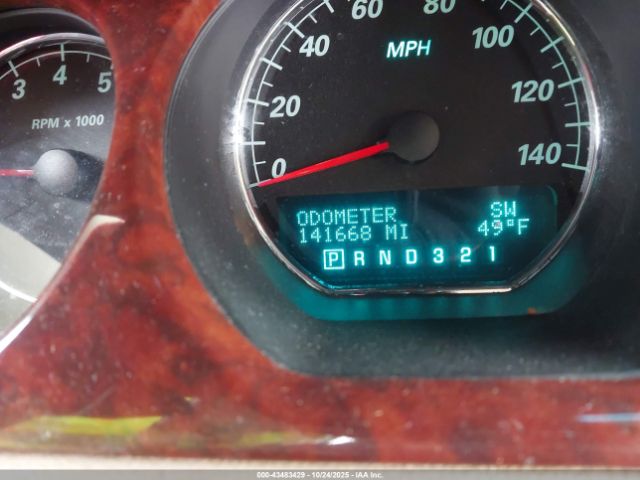 3 4 5
RPM x 1000
0 20 40 60 80 100 120 140
MPH
ODOMETER SW
141668 MI 49°F
P R N D 3 2 1
000-43483429 - 10/24/2025 - IAA Inc.